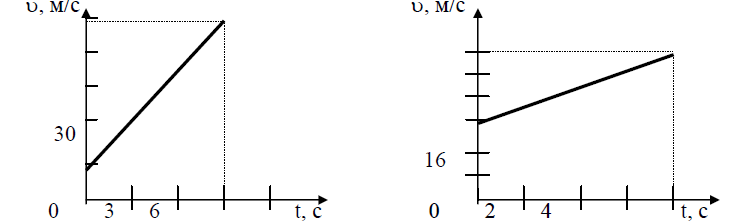 υ, м/с
30
0 3 6 t, с
υ, м/с
16
0 2 4 t, с